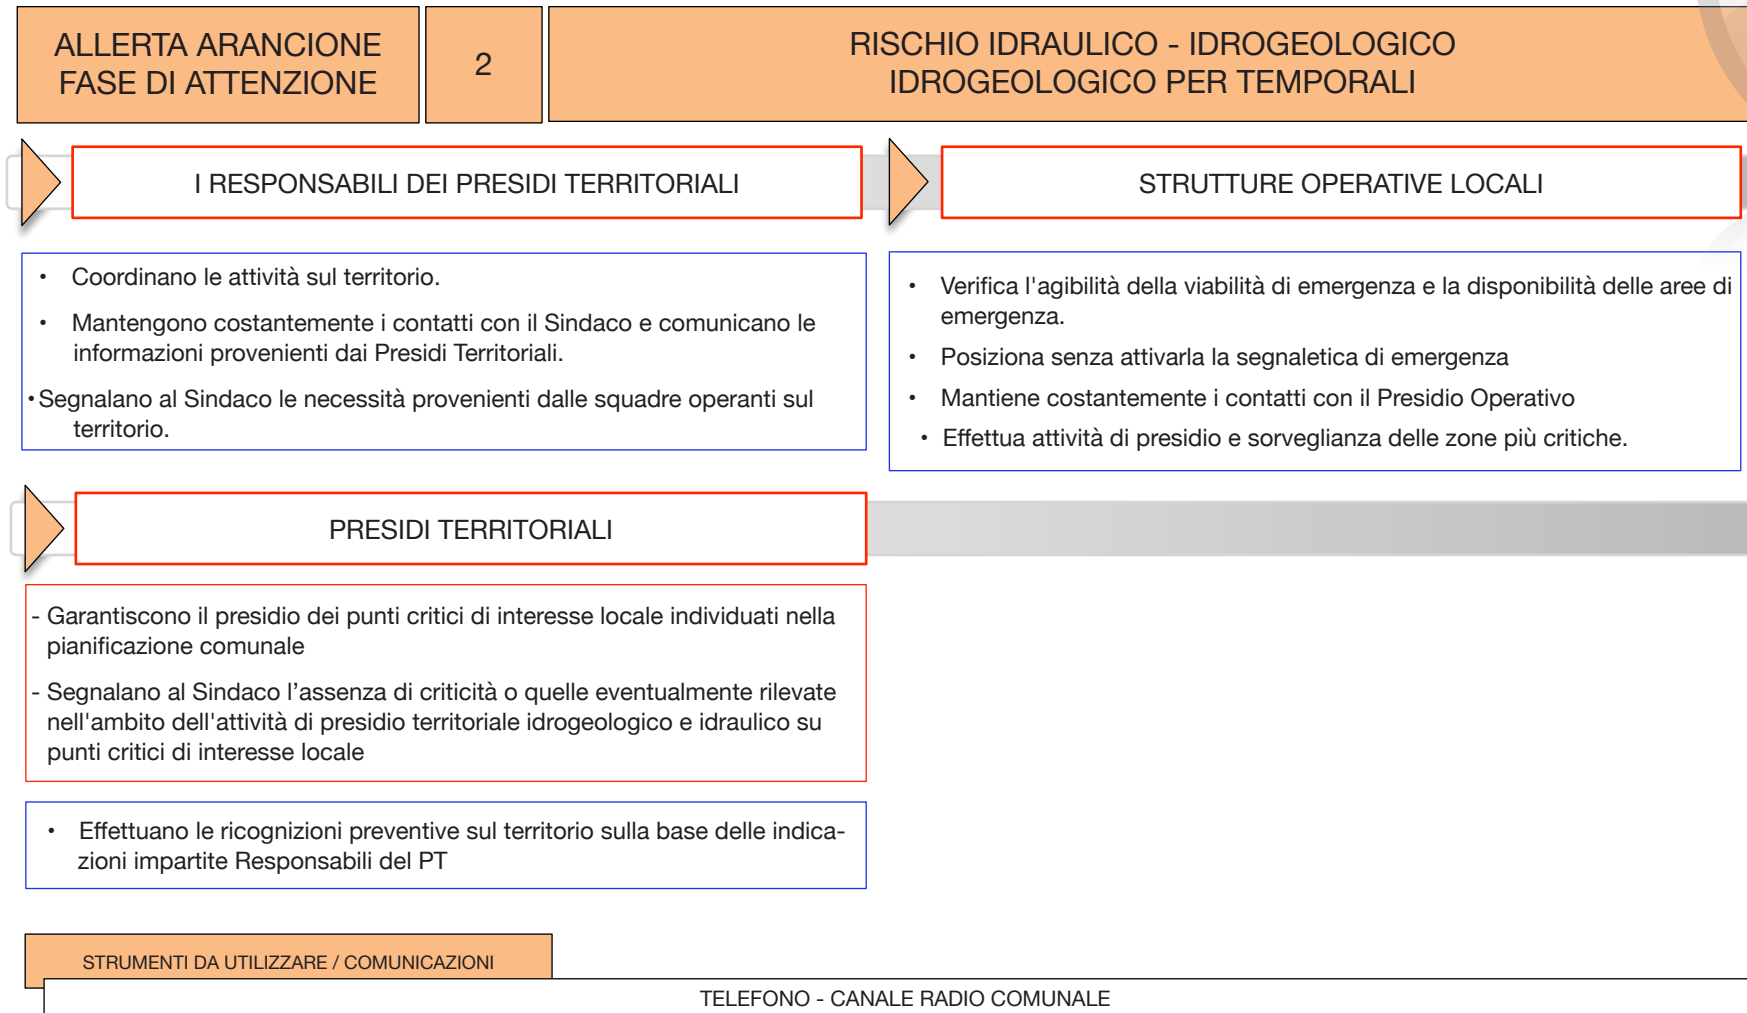 ALLERTA ARANCIONE
FASE DI ATTENZIONE
2
RISCHIO IDRAULICO - IDROGEOLOGICO
IDROGEOLOGICO PER TEMPORALI
I RESPONSABILI DEI PRESIDI TERRITORIALI
• Coordinano le attività sul territorio.
• Mantengono costantemente i contatti con il Sindaco e comunicano le
informazioni provenienti dai Presidi Territoriali.
• Segnalano al Sindaco le necessità provenienti dalle squadre operanti sul
territorio.
STRUTTURE OPERATIVE LOCALI
• Verifica l'agibilità della viabilità di emergenza e la disponibilità delle aree di
emergenza.
• Posiziona senza attivarla la segnaletica di emergenza
• Mantiene costantemente i contatti con il Presidio Operativo
• Effettua attività di presidio e sorveglianza delle zone più critiche.
PRESIDI TERRITORIALI
- Garantiscono il presidio dei punti critici di interesse locale individuati nella
pianificazione comunale
- Segnalano al Sindaco l’assenza di criticità o quelle eventualmente rilevate
nell'ambito dell'attività di presidio territoriale idrogeologico e idraulico su
punti critici di interesse locale
• Effettuano le ricognizioni preventive sul territorio sulla base delle indica-
zioni impartite Responsabili del PT
STRUMENTI DA UTILIZZARE / COMUNICAZIONI
TELEFONO - CANALE RADIO COMUNALE